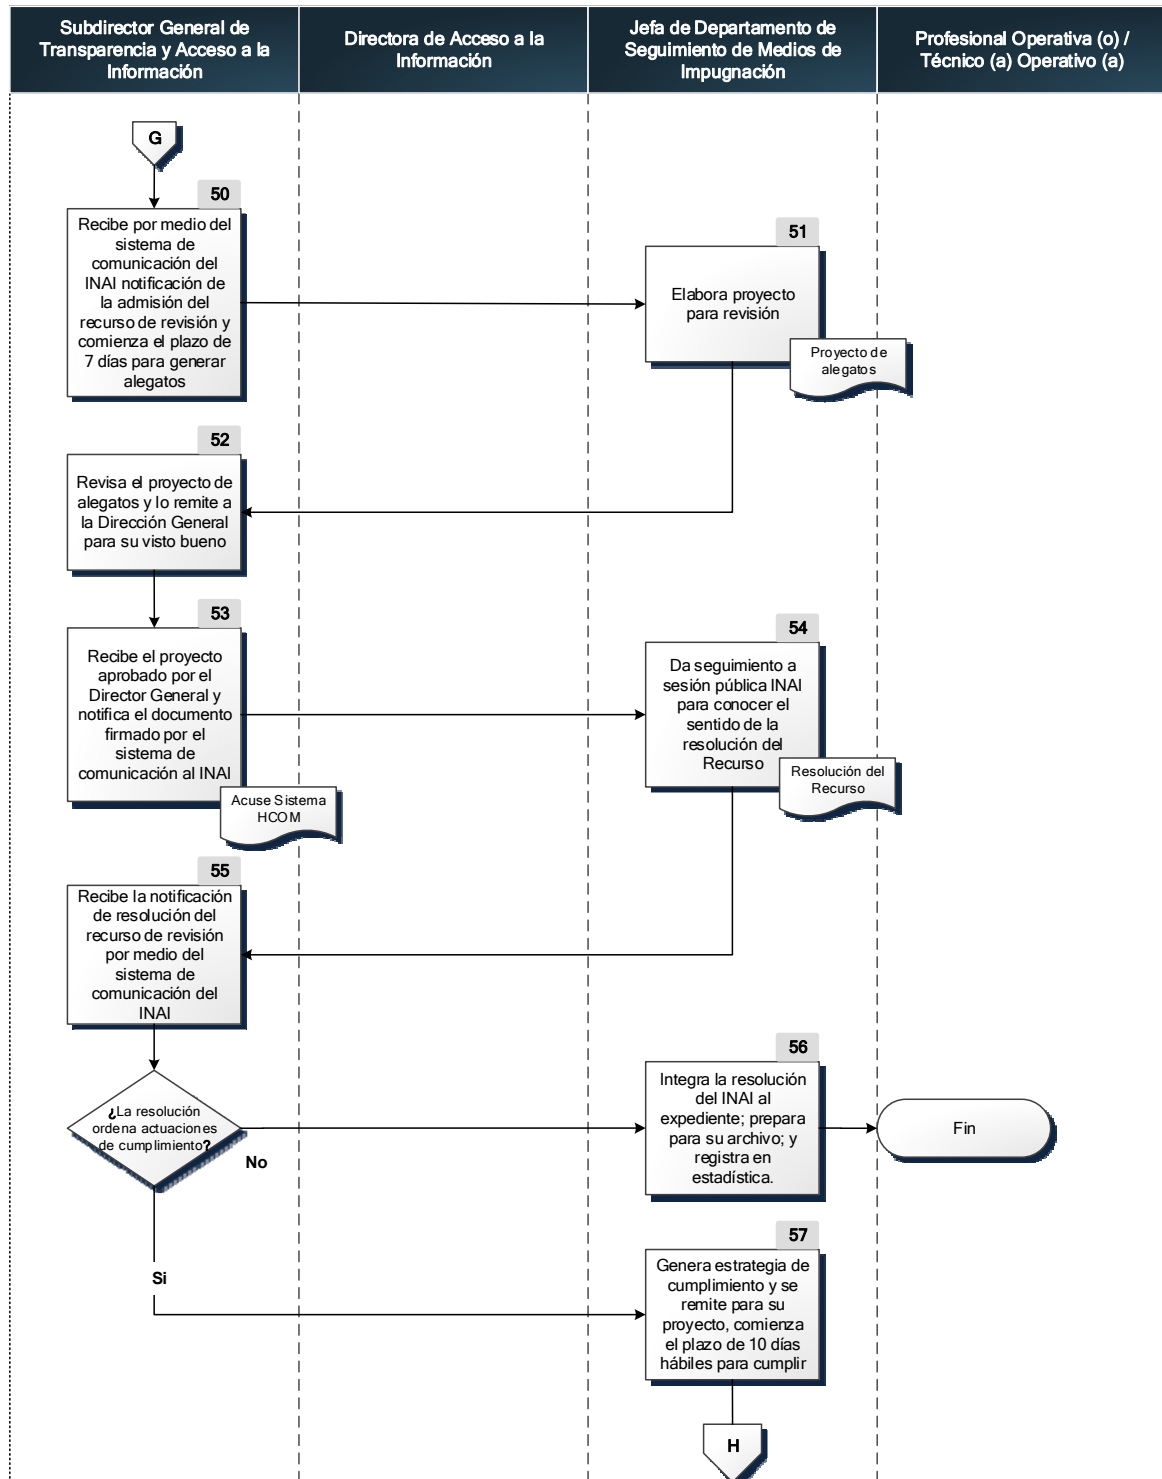 Subdirector General de
Transparencia y Acceso a la
Información
Directora de Acceso a la
Información
Jefa de Departamento de
Seguimiento de Medios de
Impugnación
Profesional Operativa (o) /
Técnico (a) Operativo (a)
G
50
Recibe por medio del
sistema de
comunicación del
INAI notificación de
la admisión del
recurso de revisión y
comienza el plazo de
7 días para generar
alegatos
51
Elabora proyecto
para revisión
Proyecto de
alegatos
52
Revisa el proyecto de
alegatos y lo remite a
la Dirección General
para su visto bueno
53
Recibe el proyecto
aprobado por el
Director General y
notifica el documento
firmado por el
sistema de
comunicación al INAI
Acuse Sistema
HCOM
54
Da seguimiento a
sesión pública INAI
para conocer el
sentido de la
resolución del
Recurso
Resolución del
Recurso
55
Recibe la notificación
de resolución del
recurso de revisión
por medio del
sistema de
comunicación del
INAI
¿La resolución
ordena actuaciones
de cumplimiento?
No
Si
56
Integra la resolución
del INAI al
expediente; prepara
para su archivo; y
registra en
estadística.
Fin
57
Genera estrategia de
cumplimiento y se
remite para su
proyecto, comienza
el plazo de 10 días
hábiles para cumplir
H